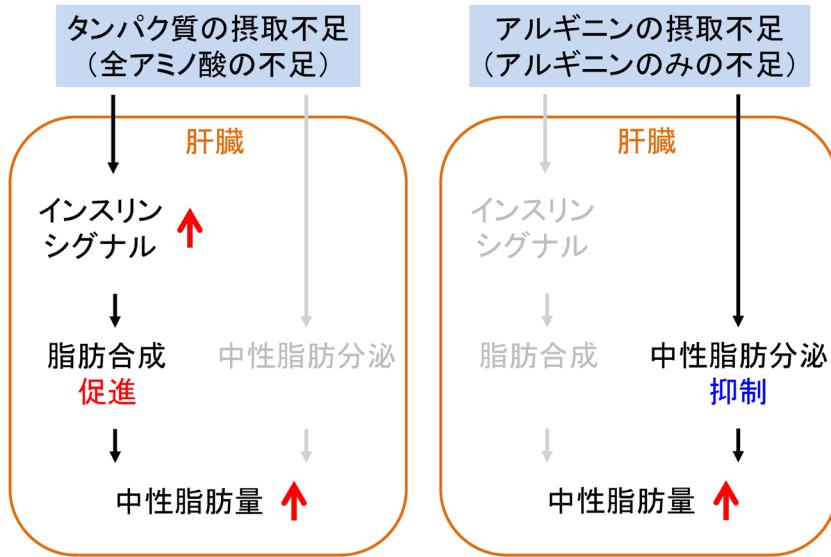 タンパク質の摂取不足
（全アミノ酸の不足）
肝臓
インスリン
シグナル
脂肪合成
促進
中性脂肪分泌
中性脂肪量
アルギニンの摂取不足
（アルギニンのみの不足）
肝臓
インスリン
シグナル
脂肪合成
中性脂肪分泌
抑制
中性脂肪量